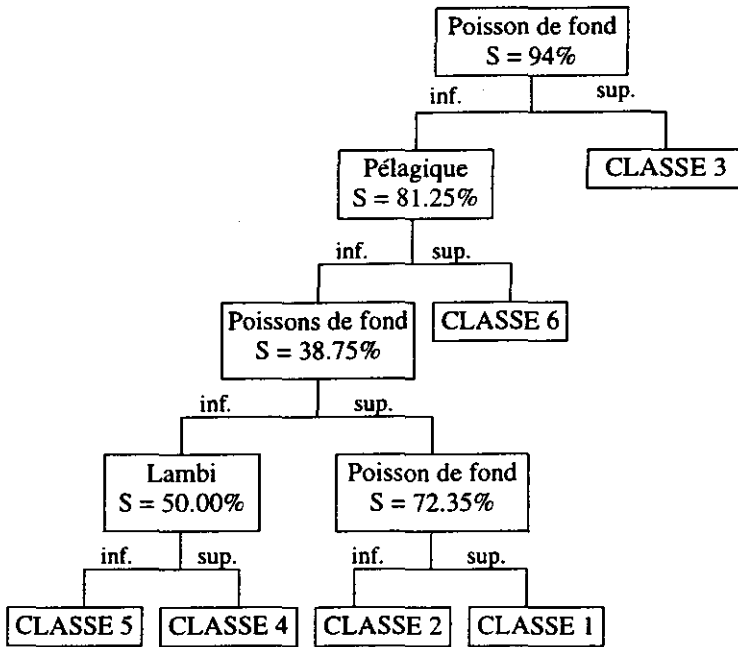 Poisson de fond
S = 94%
inf.
sup.
Pélagique
S = 81.25%
CLASSE 3
inf.
sup.
Poissons de fond
S = 38.75%
CLASSE 6
inf.
sup.
Lambi
S = 50.00%
Poisson de fond
S = 72.35%
inf.
sup.
inf.
sup.
CLASSE 5
CLASSE 4
CLASSE 2
CLASSE 1